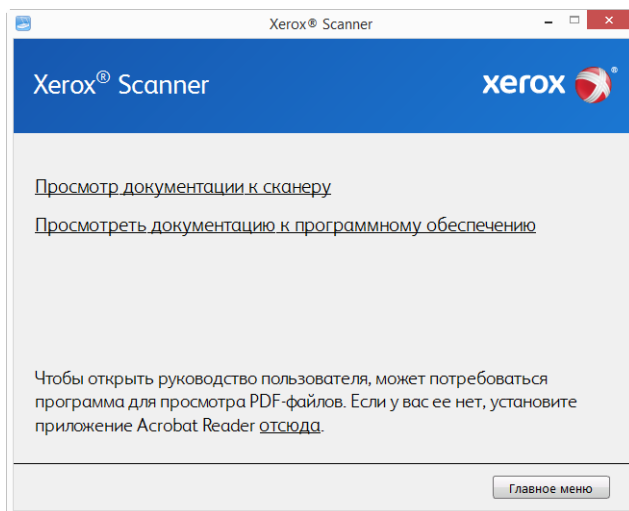 Xerox® Scanner
Xerox® Scanner
xerox ®
Просмотр документации к сканеру
Просмотреть документацию к программному обеспечению
Чтобы открыть руководство пользователя, может потребоваться
программа для просмотра PDF-файлов. Если у вас ее нет, установите
приложение Acrobat Reader отсюда.
Главное меню